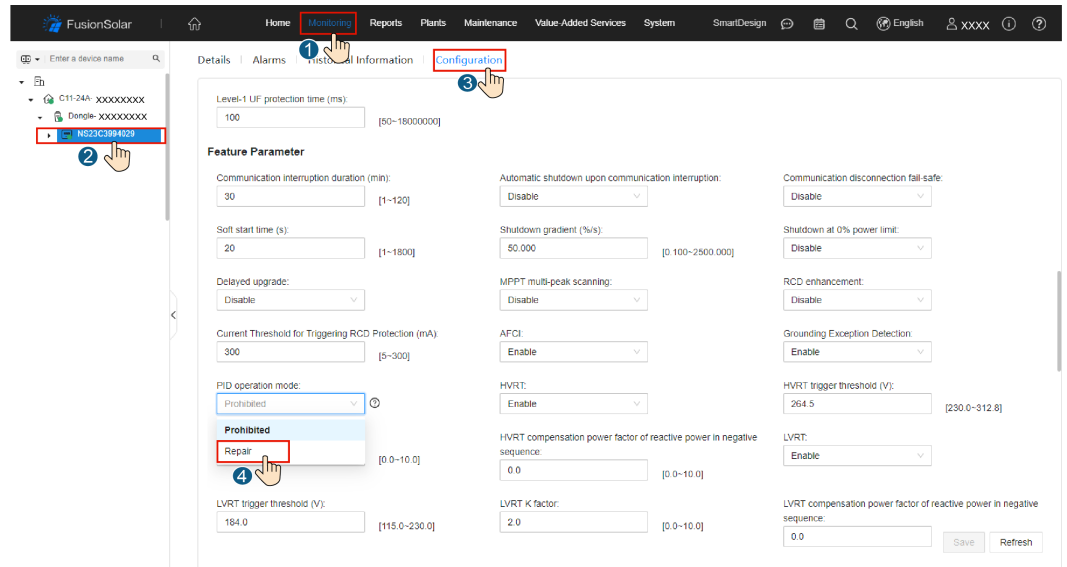 FusionSolar
Home Monitoring Reports Plants Maintenance Value-Added Services System SmartDesign English xxxx
1
Enter a device name
C11-24A- XXXXXXXX
Dongle- XXXXXXXX
NS23C3994029
2
Details Alarms Historical Information Configuration
3
Level-1 UF protection time (ms):
100 [50~18000000]
Feature Parameter
Communication interruption duration (min): Automatic shutdown upon communication interruption: Communication disconnection fail-safe:
30 [1~120] Disable Disable
Soft start time (s): Shutdown gradient (%/s): Shutdown at 0% power limit:
20 [1~1800] 50.000 [0.100~2500.000] Disable
Delayed upgrade: MPPT multi-peak scanning: RCD enhancement:
Disable Disable Disable
Current Threshold for Triggering RCD Protection (mA): AFCI: Grounding Exception Detection:
300 [5~300] Enable Enable
PID operation mode: HVRT: HVRT trigger threshold (V):
Prohibited Enable 264.5 [230.0~312.8]
Prohibited
Repair
4
[0.0~10.0]
HVRT compensation power factor of reactive power in negative
sequence:
0.0 [0.0~10.0]
LVRT:
Enable
LVRT trigger threshold (V): LVRT K factor: LVRT compensation power factor of reactive power in negative
sequence:
184.0 [115.0~230.0] 2.0 [0.0~10.0] 0.0
Save Refresh